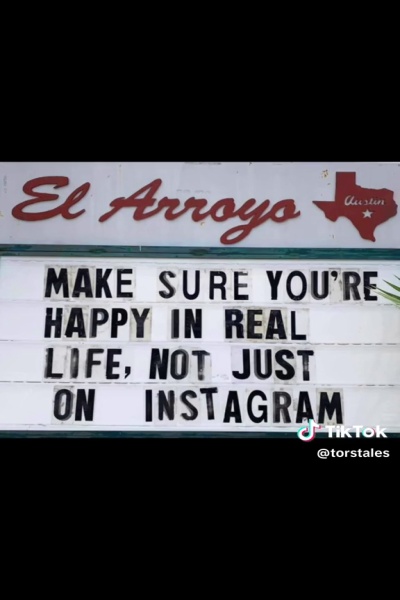 El Arroyo
Austin
MAKE SURE YOU'RE
HAPPY IN REAL
LIFE, NOT JUST
ON INSTAGRAM
TikTok
@torstales